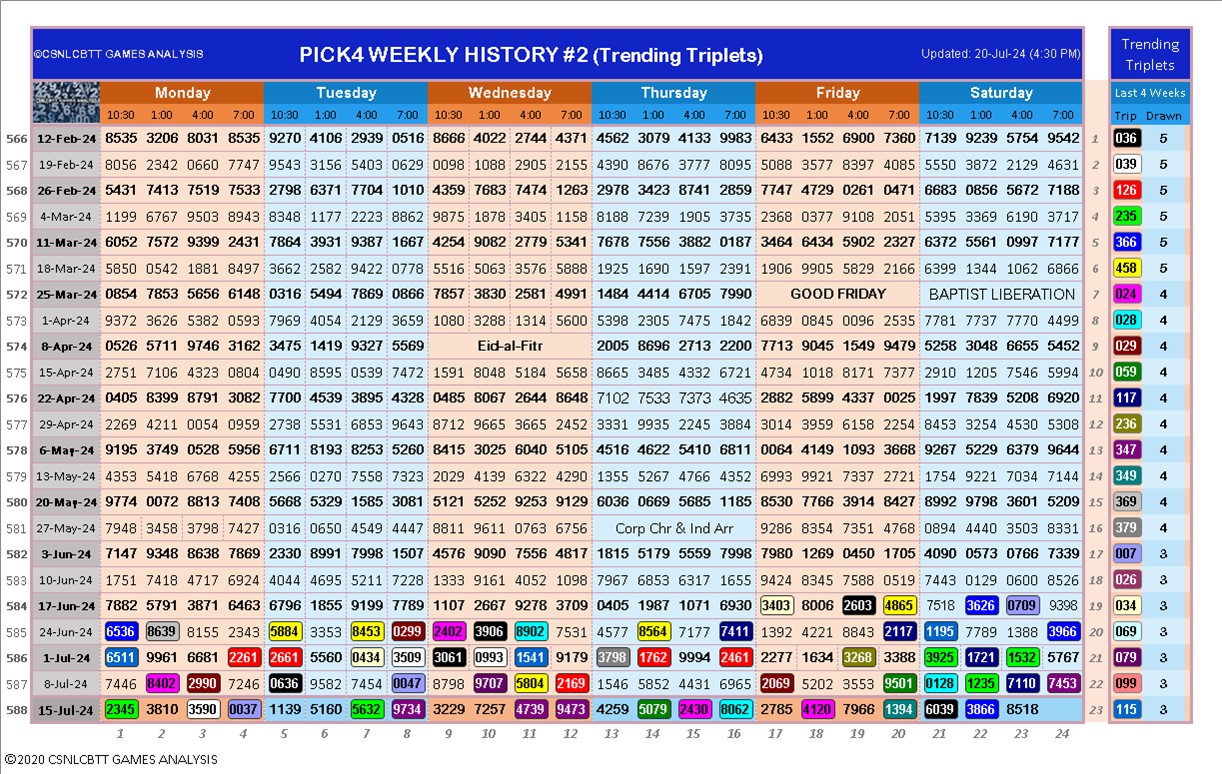 ©CSNLCBTT GAMES ANALYSIS PICK4 WEEKLY HISTORY #2 (Trending Triplets) Updated: 20-Jul-24 (4:30 PM) Trending Triplets
Monday Tuesday Wednesday Thursday Friday Saturday Last 4 Weeks
10:30 1:00 4:00 7:00 10:30 1:00 4:00 7:00 10:30 1:00 4:00 7:00 10:30 1:00 4:00 7:00 10:30 1:00 4:00 7:00 10:30 1:00 4:00 7:00 Trip Drawn
566 12-Feb-24 8535 3206 8031 8535 9270 4106 2939 0516 8666 4022 2744 4371 4562 3079 4133 9983 6433 1552 6900 7360 7139 9239 5754 9542 1 036 5
567 19-Feb-24 8056 2342 0660 7747 9543 3156 5403 0629 0098 1088 2905 2155 4390 8676 3777 8095 5088 3577 8397 4085 5550 3872 2129 4631 2 039 5
568 26-Feb-24 5431 7413 7519 7533 2798 6371 7704 1010 4359 7683 7474 1263 2978 3423 8741 2859 7747 4729 0261 0471 6683 0856 5672 7188 3 126 5
569 4-Mar-24 1199 6767 9503 8943 8348 1177 2223 8862 9875 1878 3405 1158 8188 7239 1905 3735 2368 0377 9108 2051 5395 3369 6190 3717 4 235 5
570 11-Mar-24 6052 7572 9399 2431 7864 3931 9387 1667 4254 9082 2779 5341 7678 7556 3882 0187 3464 6434 5902 2327 6372 5561 0997 7177 5 366 5
571 18-Mar-24 5850 0542 1881 8497 3662 2582 9422 0778 5516 5063 3576 5888 1925 1690 1597 2391 1906 9905 5829 2166 6399 1344 1062 6866 6 458 5
572 25-Mar-24 0854 7853 5656 6148 0316 5494 7869 0866 5857 3830 2581 4991 1484 4414 6705 7990 GOOD FRIDAY BAPTIST LIBERATION 7 024 4
573 1-Apr-24 9372 3626 5382 0593 7969 4054 2129 3659 1080 3288 1314 5600 5398 2305 7475 1842 6839 0845 0096 2535 7781 7737 7770 4499 8 028 4
574 8-Apr-24 0526 5711 9746 3162 3475 1419 9327 5569 Eid-al-Fitr 2005 8696 2713 2200 7713 9045 1549 9479 5258 3048 6655 5452 9 029 4
575 15-Apr-24 2751 7106 4323 0804 0490 8595 0539 7472 1591 8048 5184 5658 8665 3485 4332 6721 4734 1018 8171 7377 2910 1205 7546 5994 10 059 4
576 22-Apr-24 0405 8399 8791 3082 7700 4539 3895 4328 0485 8067 2644 8648 7102 7533 7373 4635 2882 5899 4337 0025 1997 7839 5208 6920 11 117 4
577 29-Apr-24 2269 4211 0054 0959 2738 5531 6853 9643 9712 9665 3665 2452 3331 9935 2245 3884 3014 3959 6158 2254 8453 3254 4530 5308 12 236 4
578 6-May-24 9195 3749 0528 5956 6711 8193 8253 5260 8415 3025 6040 5105 4516 4622 5410 6811 0064 4149 1093 3668 9267 5229 6379 9644 13 347 4
579 13-May-24 4353 5418 6768 4255 2566 0270 7558 7323 2029 4139 6322 4290 1355 5267 4766 4352 6993 9921 7337 2721 1754 9221 7034 7144 14 349 4
580 20-May-24 9774 0072 8813 7408 5668 5329 1585 3081 5121 5252 9253 9129 6036 0669 5685 1185 8530 7766 3914 8427 8992 9798 3601 5209 15 369 4
581 27-May-24 7948 3458 3798 7427 0316 0650 4549 4447 8811 9611 0763 6756 Corp Chr & Ind Arr 9286 8354 7351 4768 0894 4440 3503 8331 16 379 4
582 3-Jun-24 7147 9348 8638 7869 2330 8991 7998 1507 4576 9090 7556 4817 1815 5179 5559 7998 7980 1269 0450 1705 4090 0573 0766 7339 17 007 3
583 10-Jun-24 1751 7418 4717 6924 4044 4695 5211 7228 1333 9161 4052 1098 7967 6853 6317 1655 9424 8345 7588 0519 7443 0129 0600 8526 18 026 3
584 17-Jun-24 7882 5791 3871 6463 6796 1855 9199 7789 1107 2667 9278 3709 0405 1987 1071 6930 3403 8006 2603 4865 7518 3626 0709 9398 19 034 3
585 24-Jun-24 6536 8639 8155 2343 5884 3353 8453 0299 2402 3906 8902 7531 4577 8564 7177 7411 1392 4221 8843 2117 1195 7789 1388 3966 20 069 3
586 1-Jul-24 6511 9961 6681 2261 2661 5560 0434 3509 3061 0993 1541 9179 3798 1762 9994 2461 2277 1634 3268 3388 3925 1721 1532 5767 21 079 3
587 8-Jul-24 7446 8402 2990 7246 0636 9582 7454 0047 8798 9707 5804 2169 1546 5852 4431 6965 2069 5202 3553 9501 0128 1235 7110 7453 22 099 3
588 15-Jul-24 2345 3810 3590 0037 1139 5160 5632 9734 3229 7257 4739 9473 4259 5079 2430 8062 2785 4120 7966 1394 6039 3866 8518 23 115 3
1 2 3 4 5 6 7 8 9 10 11 12 13 14 15 16 17 18 19 20 21 22 23 24
©2020 CSNLCBTT GAMES ANALYSIS